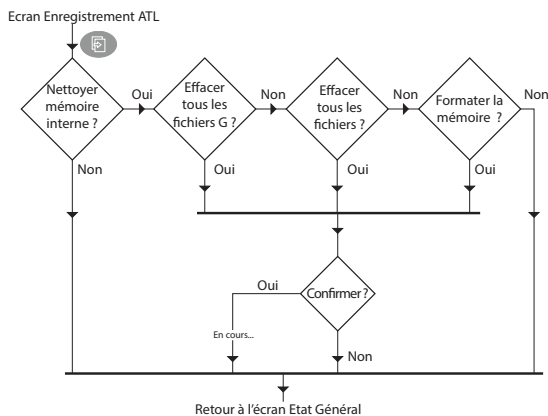 Ecran Enregistrement ATL
Nettoyer
mémoire
interne ?
Oui
Effacer
tous les
fichiers G ?
Non
Effacer
tous les
fichiers ?
Non
Formater la
mémoire ?
Non
Non
Oui
Oui
Oui
Oui
Confirmer ?
En cours...
Non
Retour à l'écran Etat Général